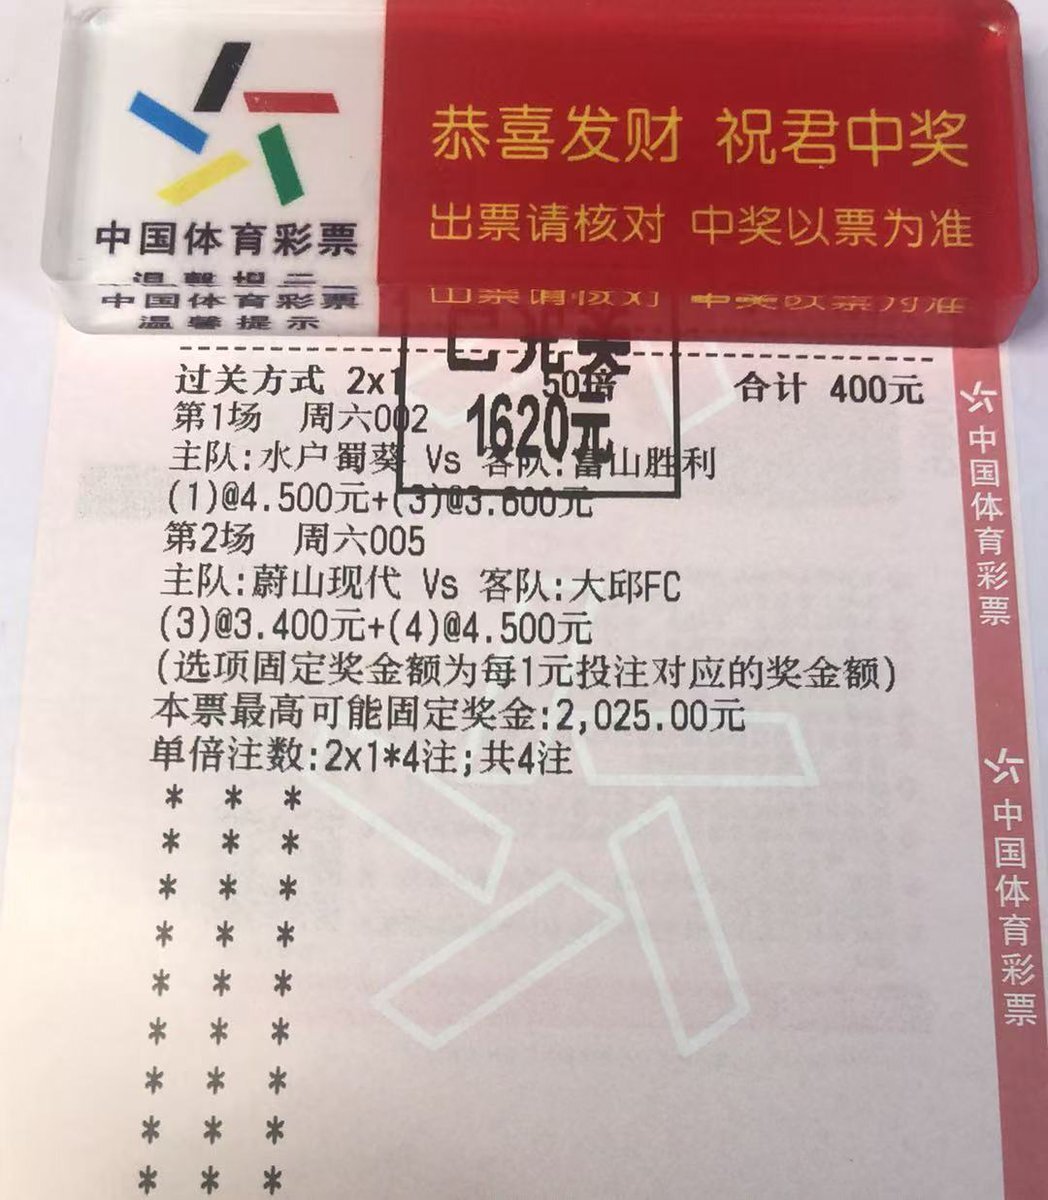 恭喜发财 祝君中奖
出票请核对 中奖以票为准
中国体育彩票
中国体育彩票
温馨提示
过关方式 2x1 50倍 合计 400元
1620元
第1场 周六002
主队:水户蜀葵 Vs 客队:富山胜利
(1)@4.500元+(3)@3.600元
第2场 周六005
主队:蔚山现代 Vs 客队:大邱FC
(3)@3.400元+(4)@4.500元
(选项固定奖金额为每1元投注对应的奖金额)
本票最高可能固定奖金:2,025.00元
单倍注数:2x1*4注;共4注
* * *
* * *
* * *
* * *
* * *
* * *
* * *
* * *
* * *
中国体育彩票
中国体育彩票